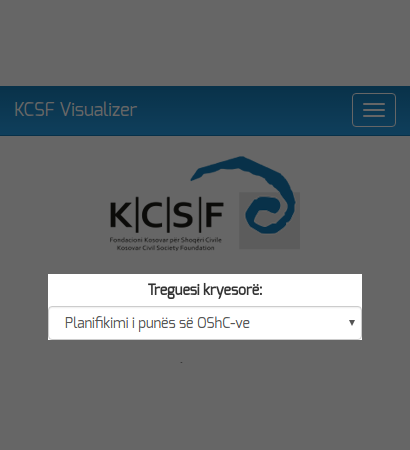 KCSF Visualizer
K|C|S|F
Fondacioni Kosovar për Shoqëri Civile
Kosovar Civil Society Foundation
Treguesi kryesorë:
Planifikimi i punës së OShC-ve